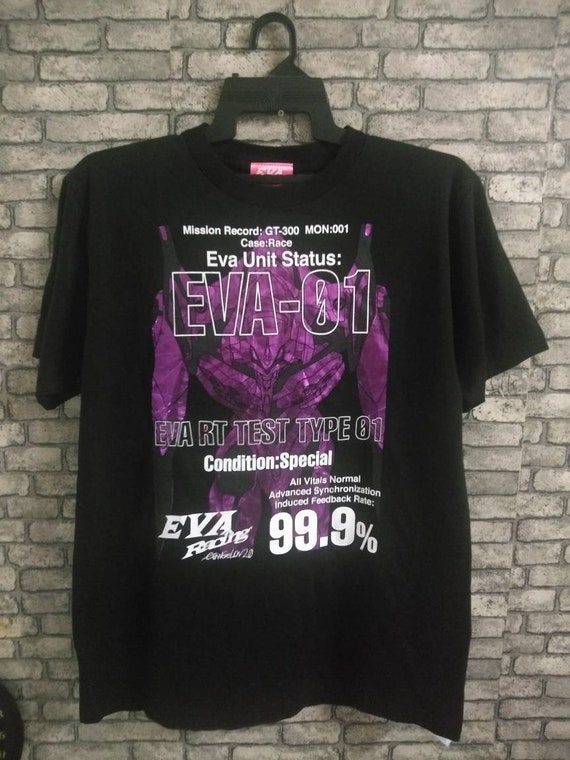 Mission Record: GT-300 MON:001
Case:Race
Eva Unit Status:
EVA-01
EVA RT TEST TYPE 01
Condition:Special
All Vitals Normal
Advanced Synchronization
Induced Feedback Rate:
99.9%
EVA
Racing